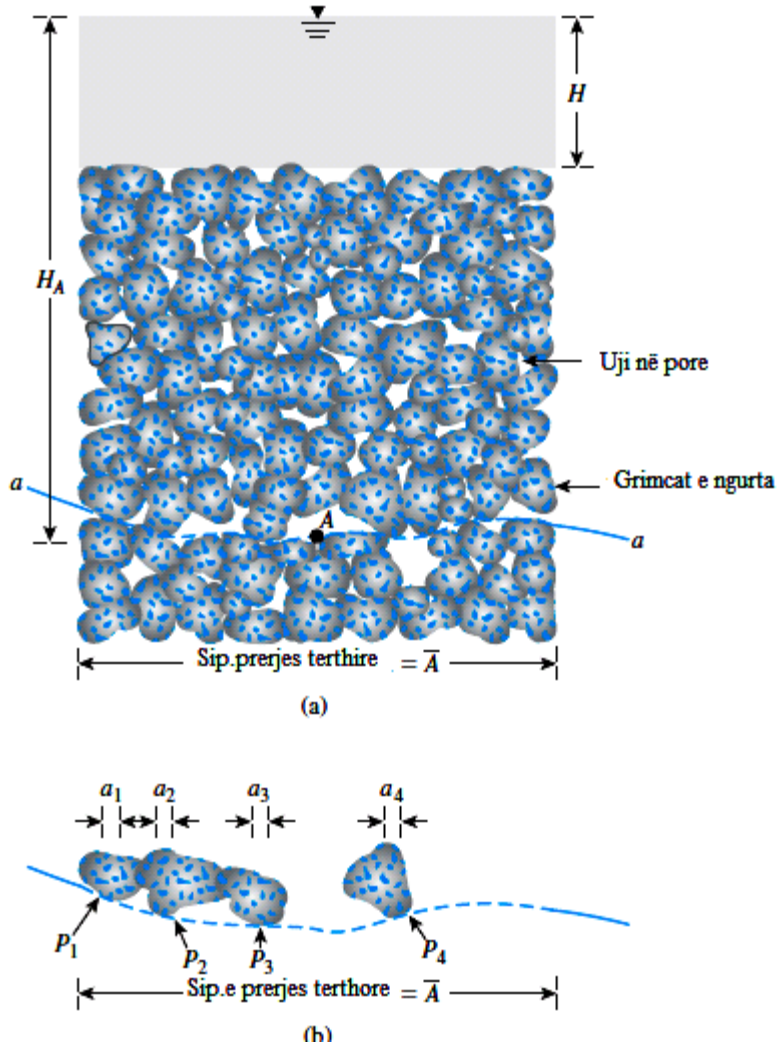 H
H_A
Uji në pore
Grimcat e ngurta
a
A
a
Sip.prerjes terthire = A̅
(a)
a₁ a₂ a₃ a₄
P₁ P₂ P₃ P₄
Sip.e prerjes terthore = A̅
(b)